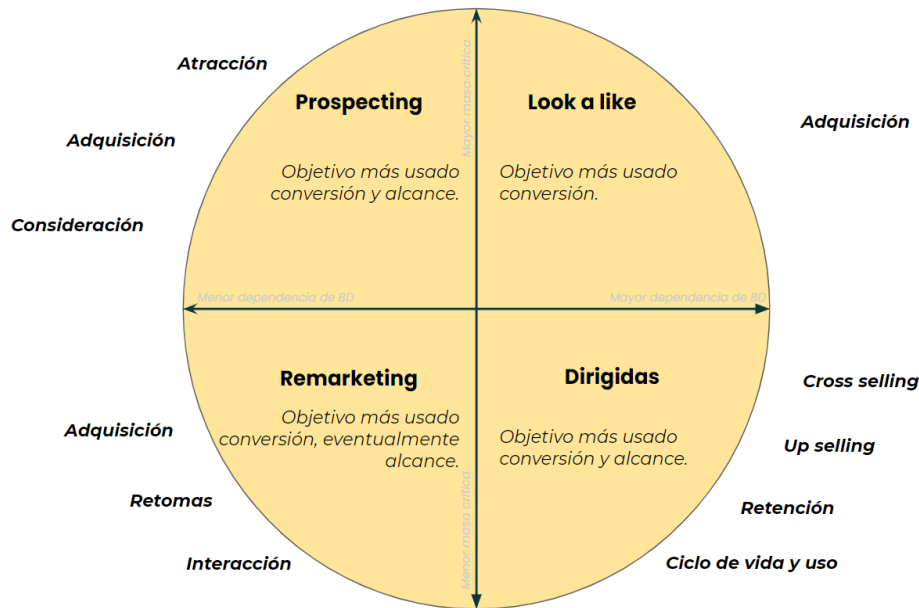 Atracción
Adquisición
Consideración
Prospecting
Objetivo más usado
conversión y alcance.
Mayor masa crítica
Look a like
Objetivo más usado
conversión.
Adquisición
Menor dependencia de BD
Mayor dependencia de BD
Remarketing
Objetivo más usado
conversión, eventualmente
alcance.
Adquisición
Retomas
Interacción
Menor masa crítica
Dirigidas
Objetivo más usado
conversión y alcance.
Cross selling
Up selling
Retención
Ciclo de vida y uso